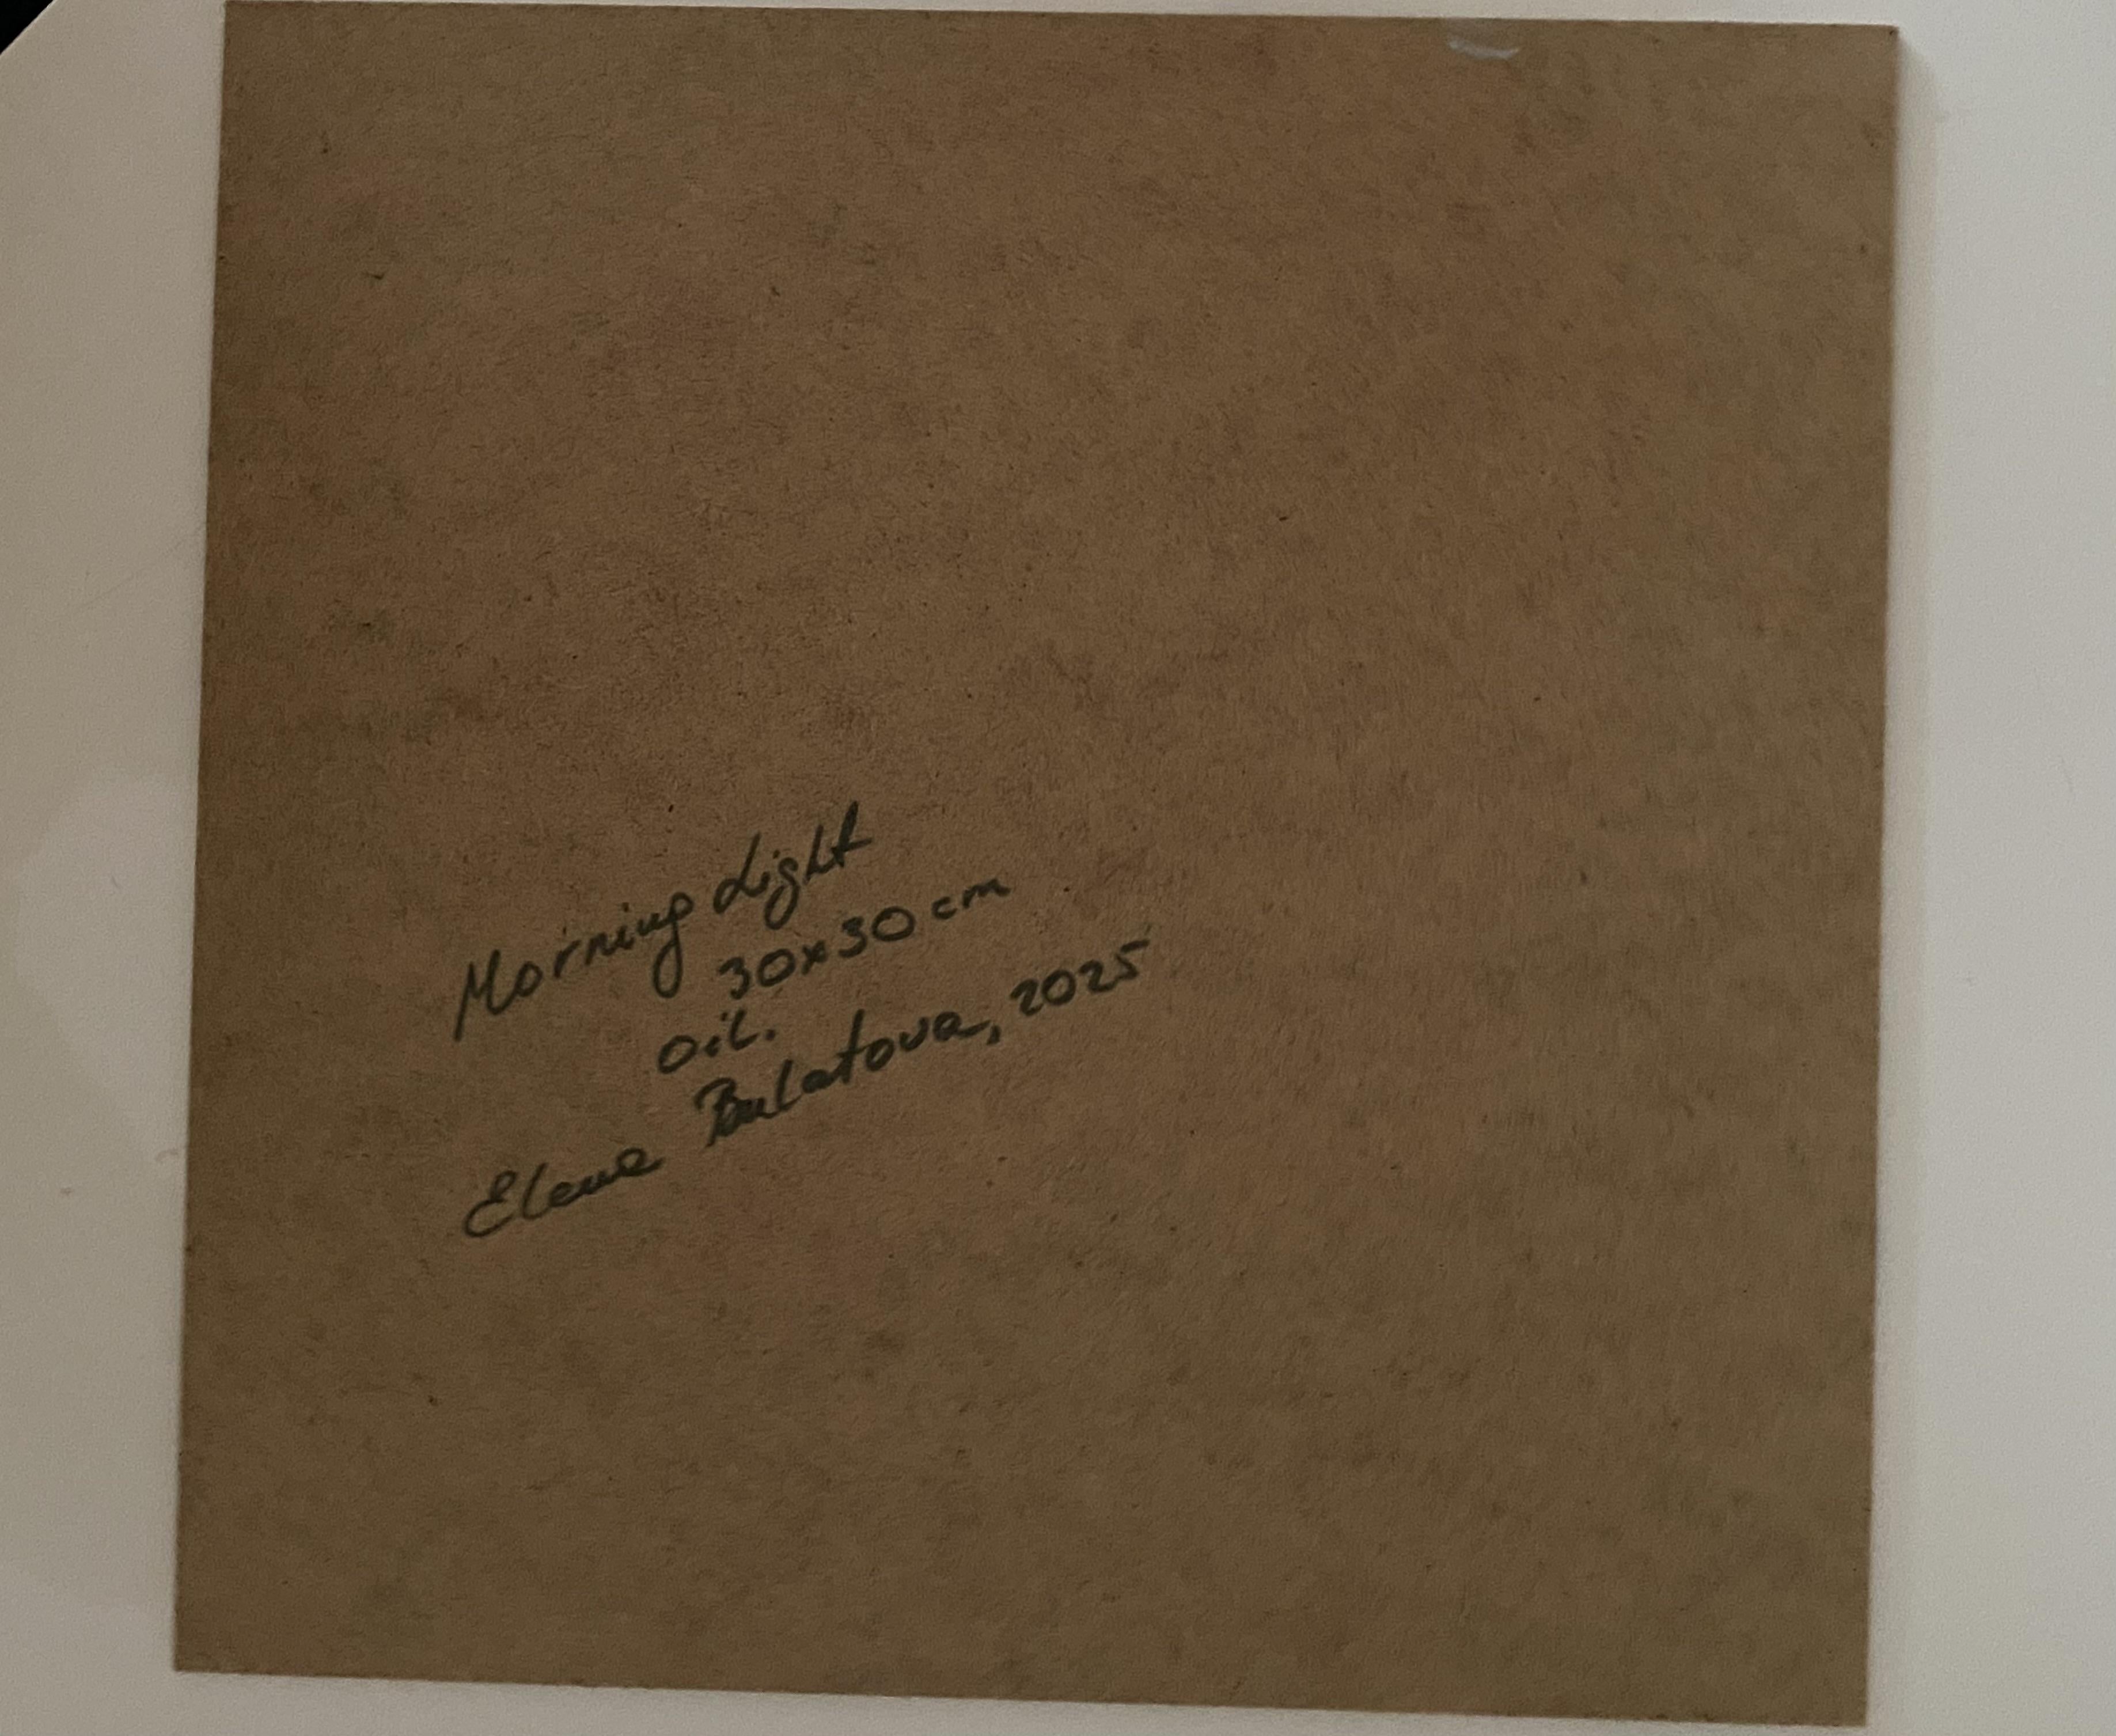 Morning Light
30x30 cm
Oil.
Elena Bulatova, 2025